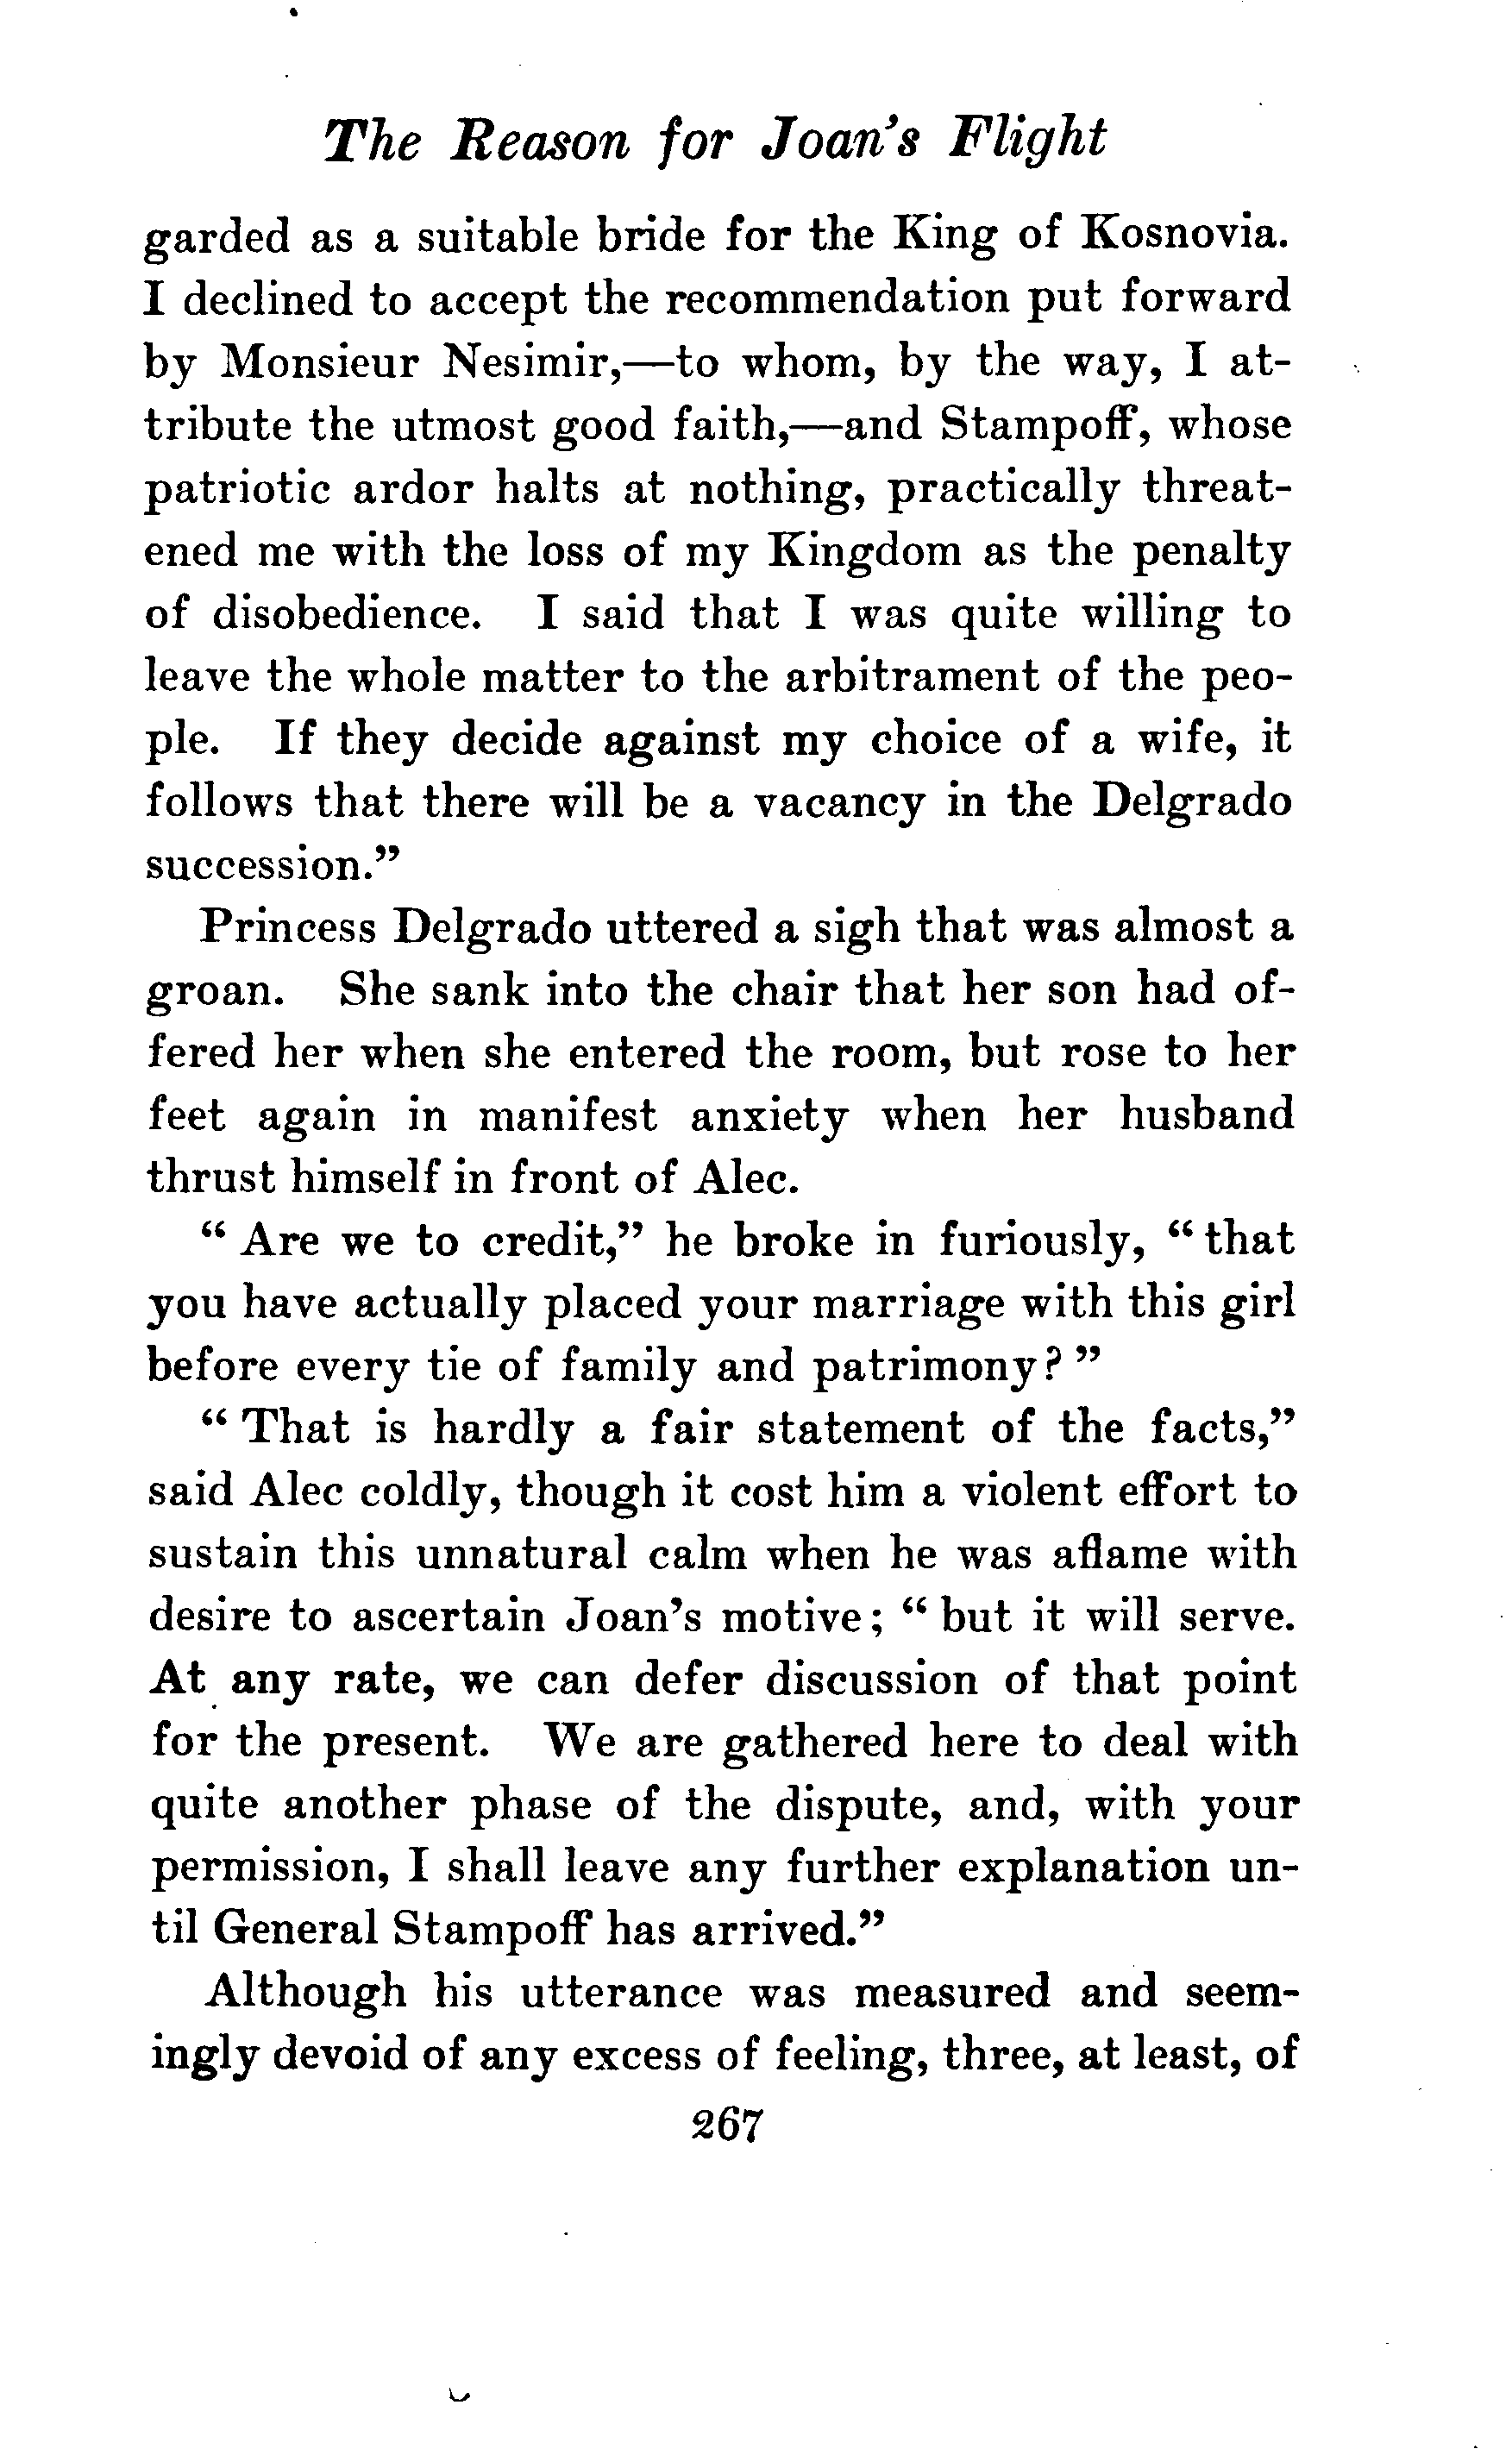 The Reason for Joan's Flight
garded as a suitable bride for the King of Kosnovia.
I declined to accept the recommendation put forward
by Monsieur Nesimir,—to whom, by the way, I at-
tribute the utmost good faith,—and Stampoff, whose
patriotic ardor halts at nothing, practically threat-
ened me with the loss of my Kingdom as the penalty
of disobedience. I said that I was quite willing to
leave the whole matter to the arbitrament of the peo-
ple. If they decide against my choice of a wife, it
follows that there will be a vacancy in the Delgrado
succession.”
Princess Delgrado uttered a sigh that was almost a
groan. She sank into the chair that her son had of-
fered her when she entered the room, but rose to her
feet again in manifest anxiety when her husband
thrust himself in front of Alec.
“ Are we to credit,” he broke in furiously, “ that
you have actually placed your marriage with this girl
before every tie of family and patrimony? ”
“ That is hardly a fair statement of the facts,”
said Alec coldly, though it cost him a violent effort to
sustain this unnatural calm when he was aflame with
desire to ascertain Joan's motive; “ but it will serve.
At any rate, we can defer discussion of that point
for the present. We are gathered here to deal with
quite another phase of the dispute, and, with your
permission, I shall leave any further explanation un-
til General Stampoff has arrived.”
Although his utterance was measured and seem-
ingly devoid of any excess of feeling, three, at least, of
267